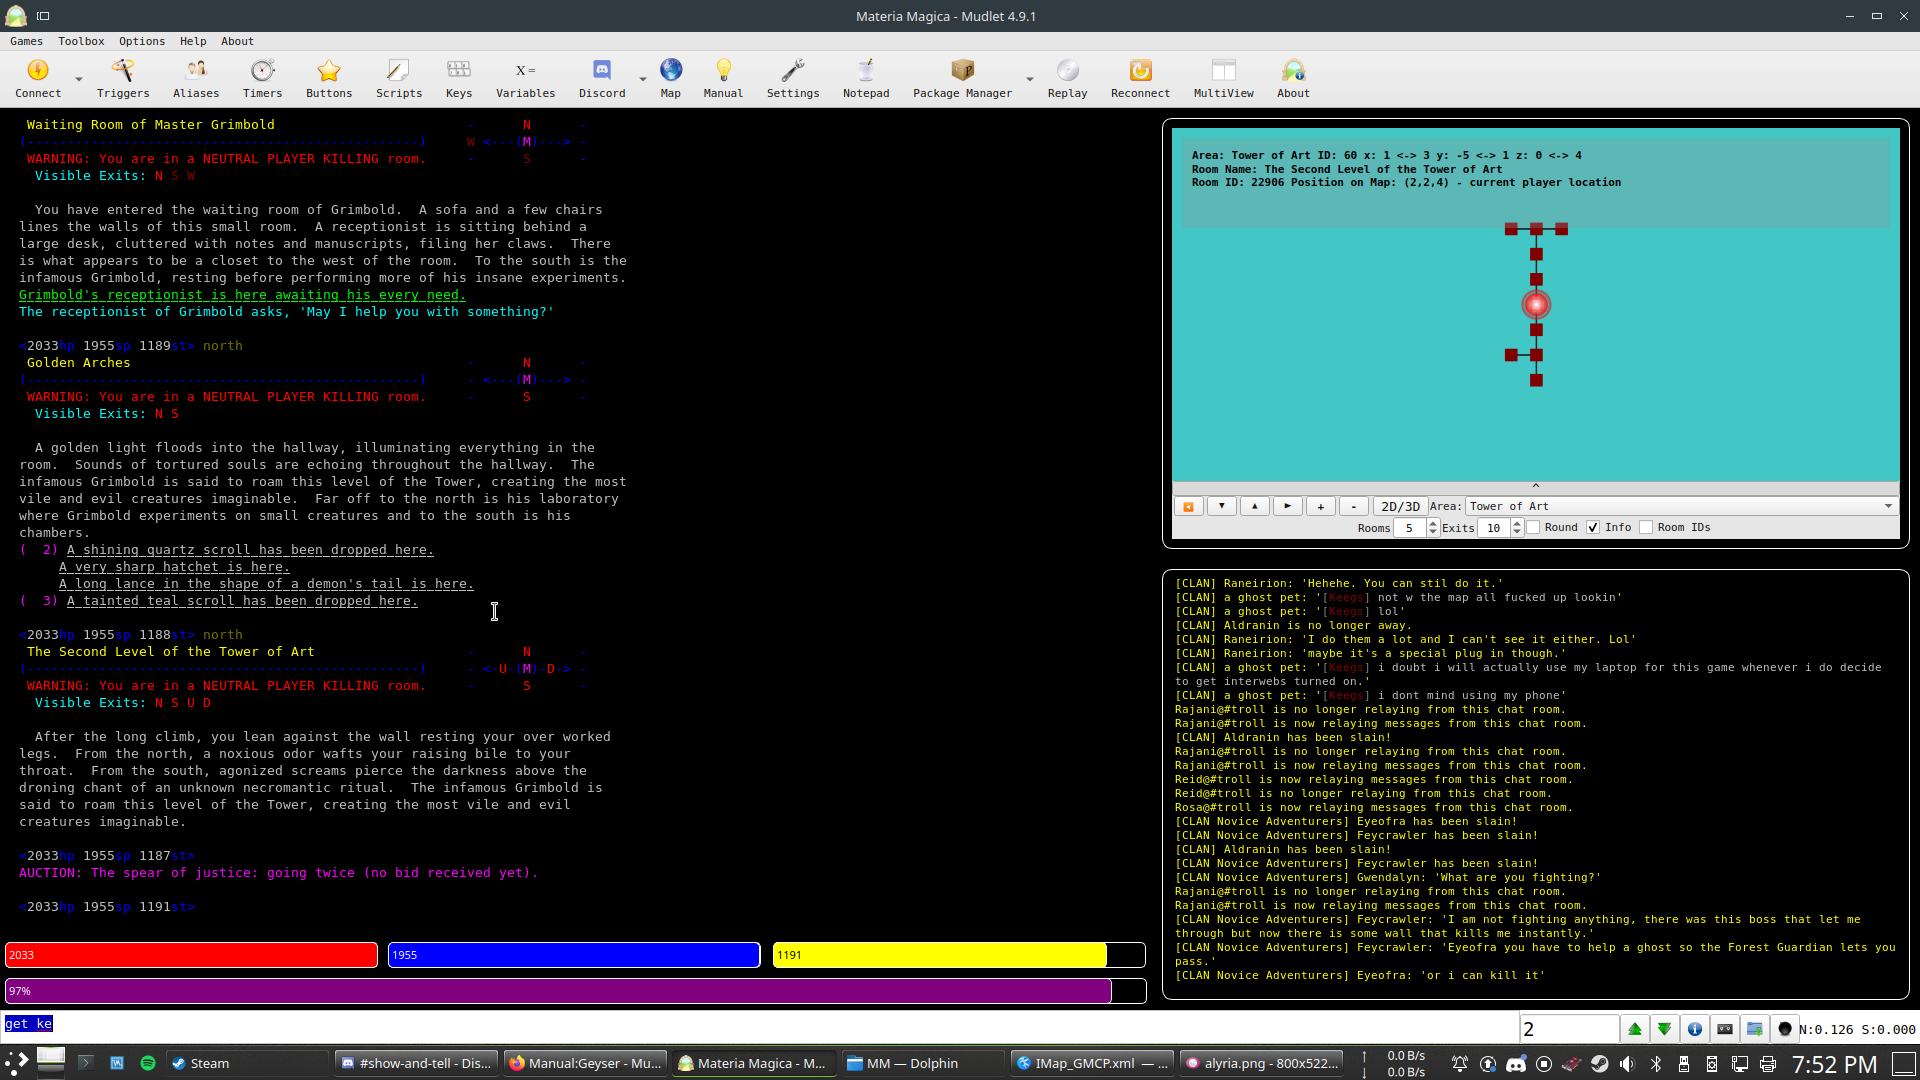 Materia Magica - Mudlet 4.9.1
Games Toolbox Options Help About
Connect Triggers Aliases Timers Buttons Scripts Keys X = Variables Discord Map Manual Settings Notepad Package Manager Replay Reconnect MultiView About
Waiting Room of Master Grimbold - N -
(-----------------------------------------------) W <---(M)---> -
WARNING: You are in a NEUTRAL PLAYER KILLING room. - S -
Visible Exits: N S W
You have entered the waiting room of Grimbold. A sofa and a few chairs
lines the walls of this small room. A receptionist is sitting behind a
large desk, cluttered with notes and manuscripts, filing her claws. There
is what appears to be a closet to the west of the room. To the south is the
infamous Grimbold, resting before performing more of his insane experiments.
Grimbold's receptionist is here awaiting his every need.
The receptionist of Grimbold asks, 'May I help you with something?'
<2033hp 1955sp 1189st> north
Golden Arches - N -
(-----------------------------------------------) - <---(M)---> -
WARNING: You are in a NEUTRAL PLAYER KILLING room. - S -
Visible Exits: N S
A golden light floods into the hallway, illuminating everything in the
room. Sounds of tortured souls are echoing throughout the hallway. The
infamous Grimbold is said to roam this level of the Tower, creating the most
vile and evil creatures imaginable. Far off to the north is his laboratory
where Grimbold experiments on small creatures and to the south is his
chambers.
( 2) A shining quartz scroll has been dropped here.
A very sharp hatchet is here.
A long lance in the shape of a demon's tail is here.
( 3) A tainted teal scroll has been dropped here.
<2033hp 1955sp 1188st> north
The Second Level of the Tower of Art - N -
(-----------------------------------------------) - <-U-(M)-D-> -
WARNING: You are in a NEUTRAL PLAYER KILLING room. - S -
Visible Exits: N S U D
After the long climb, you lean against the wall resting your over worked
legs. From the north, a noxious odor wafts your raising bile to your
throat. From the south, agonized screams pierce the darkness above the
droning chant of an unknown necromantic ritual. The infamous Grimbold is
said to roam this level of the Tower, creating the most vile and evil
creatures imaginable.
<2033hp 1955sp 1187st>
AUCTION: The spear of justice: going twice (no bid received yet).
<2033hp 1955sp 1191st>
2033 1955 1191
97%
get ke
Area: Tower of Art ID: 60 x: 1 <-> 3 y: -5 <-> 1 z: 0 <-> 4
Room Name: The Second Level of the Tower of Art
Room ID: 22906 Position on Map: (2,2,4) - current player location
^
+ - 2D/3D Area: Tower of Art
Rooms 5 Exits 10 Round Info Room IDs
[CLAN] Raneirion: 'Hehehe. You can stil do it.'
[CLAN] a ghost pet: '[Keegs] not w the map all fucked up lookin'
[CLAN] a ghost pet: '[Keegs] lol'
[CLAN] Aldranin is no longer away.
[CLAN] Raneirion: 'I do them a lot and I can't see it either. Lol'
[CLAN] Raneirion: 'maybe it's a special plug in though.'
[CLAN] a ghost pet: '[Keegs] i doubt i will actually use my laptop for this game whenever i do decide
to get interwebs turned on.'
[CLAN] a ghost pet: '[Keegs] i dont mind using my phone'
Rajani@#troll is no longer relaying from this chat room.
Rajani@#troll is now relaying messages from this chat room.
[CLAN] Aldranin has been slain!
Rajani@#troll is no longer relaying from this chat room.
Rajani@#troll is now relaying messages from this chat room.
Reid@#troll is now relaying messages from this chat room.
Reid@#troll is no longer relaying from this chat room.
Rosa@#troll is now relaying messages from this chat room.
[CLAN Novice Adventurers] Eyeofra has been slain!
[CLAN Novice Adventurers] Feycrawler has been slain!
[CLAN] Aldranin has been slain!
[CLAN Novice Adventurers] Feycrawler has been slain!
[CLAN Novice Adventurers] Gwendalyn: 'What are you fighting?'
Rajani@#troll is no longer relaying from this chat room.
Rajani@#troll is now relaying messages from this chat room.
[CLAN Novice Adventurers] Feycrawler: 'I am not fighting anything, there was this boss that let me
through but now there is some wall that kills me instantly.'
[CLAN Novice Adventurers] Feycrawler: 'Eyeofra you have to help a ghost so the Forest Guardian lets you
pass.'
[CLAN Novice Adventurers] Eyeofra: 'or i can kill it'
2 N:0.126 S:0.000
Steam #show-and-tell - Dis... Manual:Geyser - Mu... Materia Magica - M... MM — Dolphin IMap_GMCP.xml — ... alyria.png - 800x522... 0.0 B/s
0.0 B/s 7:52 PM